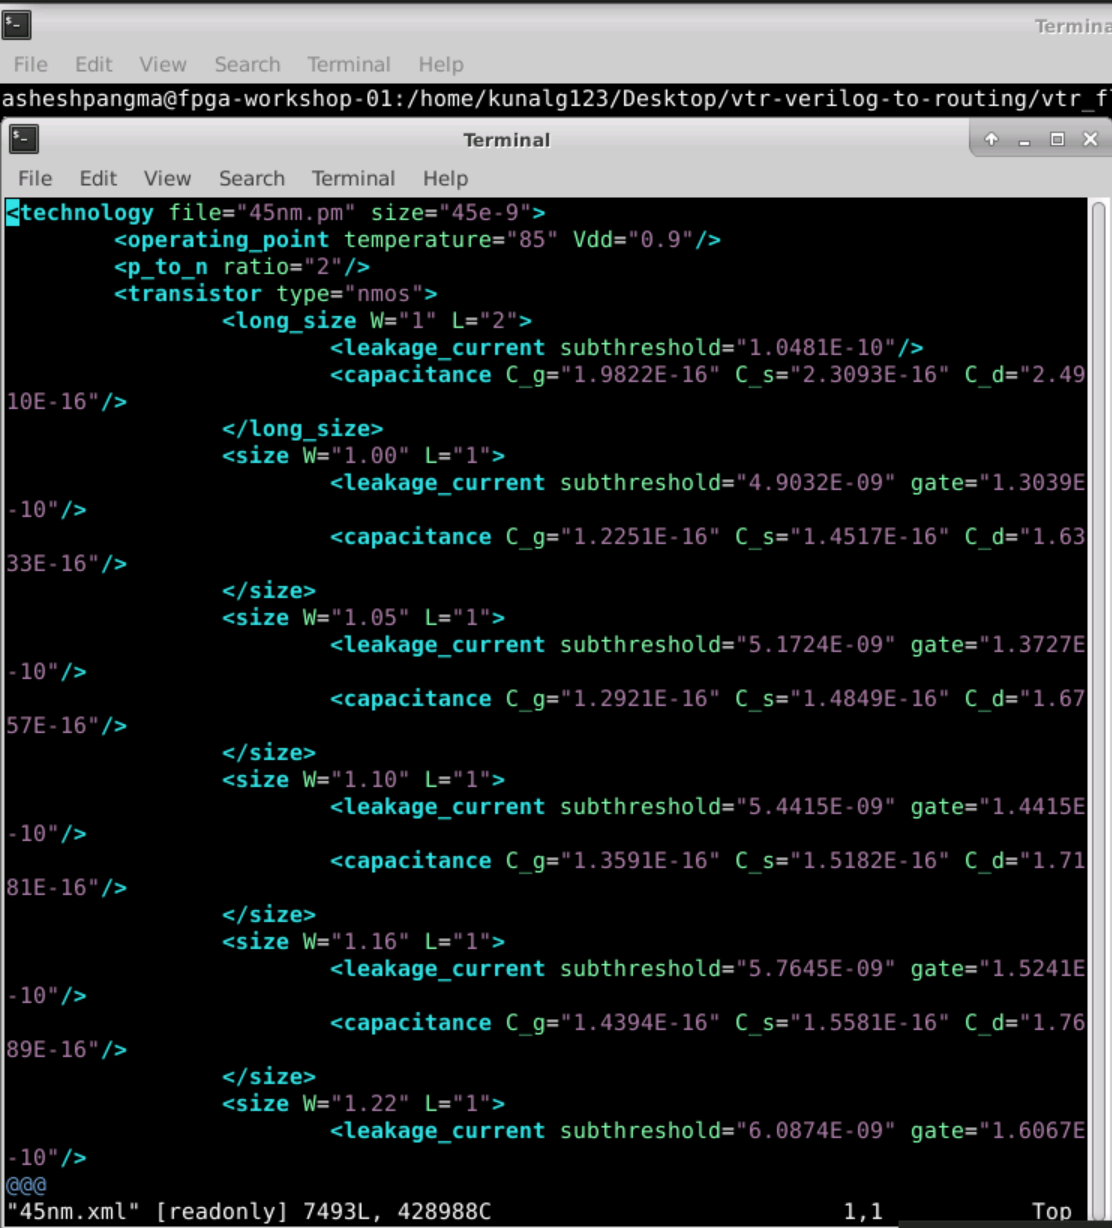 Termina
File Edit View Search Terminal Help
asheshpangma@fpga-workshop-01:/home/kunalg123/Desktop/vtr-verilog-to-routing/vtr_f
Terminal
File Edit View Search Terminal Help
<technology file="45nm.pm" size="45e-9">
        <operating_point temperature="85" Vdd="0.9"/>
        <p_to_n ratio="2"/>
        <transistor type="nmos">
                <long_size W="1" L="2">
                        <leakage_current subthreshold="1.0481E-10"/>
                        <capacitance C_g="1.9822E-16" C_s="2.3093E-16" C_d="2.49
10E-16"/>
                </long_size>
                <size W="1.00" L="1">
                        <leakage_current subthreshold="4.9032E-09" gate="1.3039E
-10"/>
                        <capacitance C_g="1.2251E-16" C_s="1.4517E-16" C_d="1.63
33E-16"/>
                </size>
                <size W="1.05" L="1">
                        <leakage_current subthreshold="5.1724E-09" gate="1.3727E
-10"/>
                        <capacitance C_g="1.2921E-16" C_s="1.4849E-16" C_d="1.67
57E-16"/>
                </size>
                <size W="1.10" L="1">
                        <leakage_current subthreshold="5.4415E-09" gate="1.4415E
-10"/>
                        <capacitance C_g="1.3591E-16" C_s="1.5182E-16" C_d="1.71
81E-16"/>
                </size>
                <size W="1.16" L="1">
                        <leakage_current subthreshold="5.7645E-09" gate="1.5241E
-10"/>
                        <capacitance C_g="1.4394E-16" C_s="1.5581E-16" C_d="1.76
89E-16"/>
                </size>
                <size W="1.22" L="1">
                        <leakage_current subthreshold="6.0874E-09" gate="1.6067E
-10"/>
@@@
"45nm.xml" [readonly] 7493L, 428988C 1,1 Top